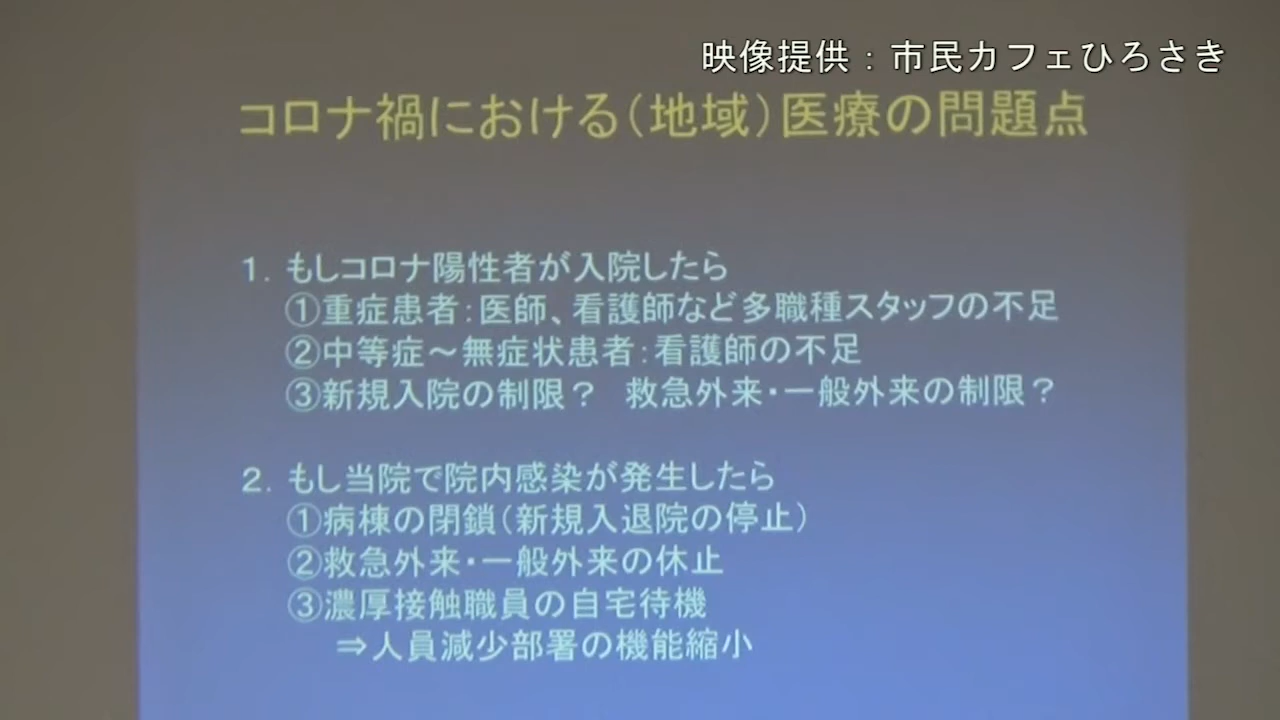 映像提供：市民カフェひろさき
コロナ禍における（地域）医療の問題点
１．もしコロナ陽性者が入院したら
①重症患者：医師、看護師など多職種スタッフの不足
②中等症～無症状患者：看護師の不足
③新規入院の制限？　救急外来・一般外来の制限？
２．もし当院で院内感染が発生したら
①病棟の閉鎖（新規入退院の停止）
②救急外来・一般外来の休止
③濃厚接触職員の自宅待機
⇒人員減少部署の機能縮小